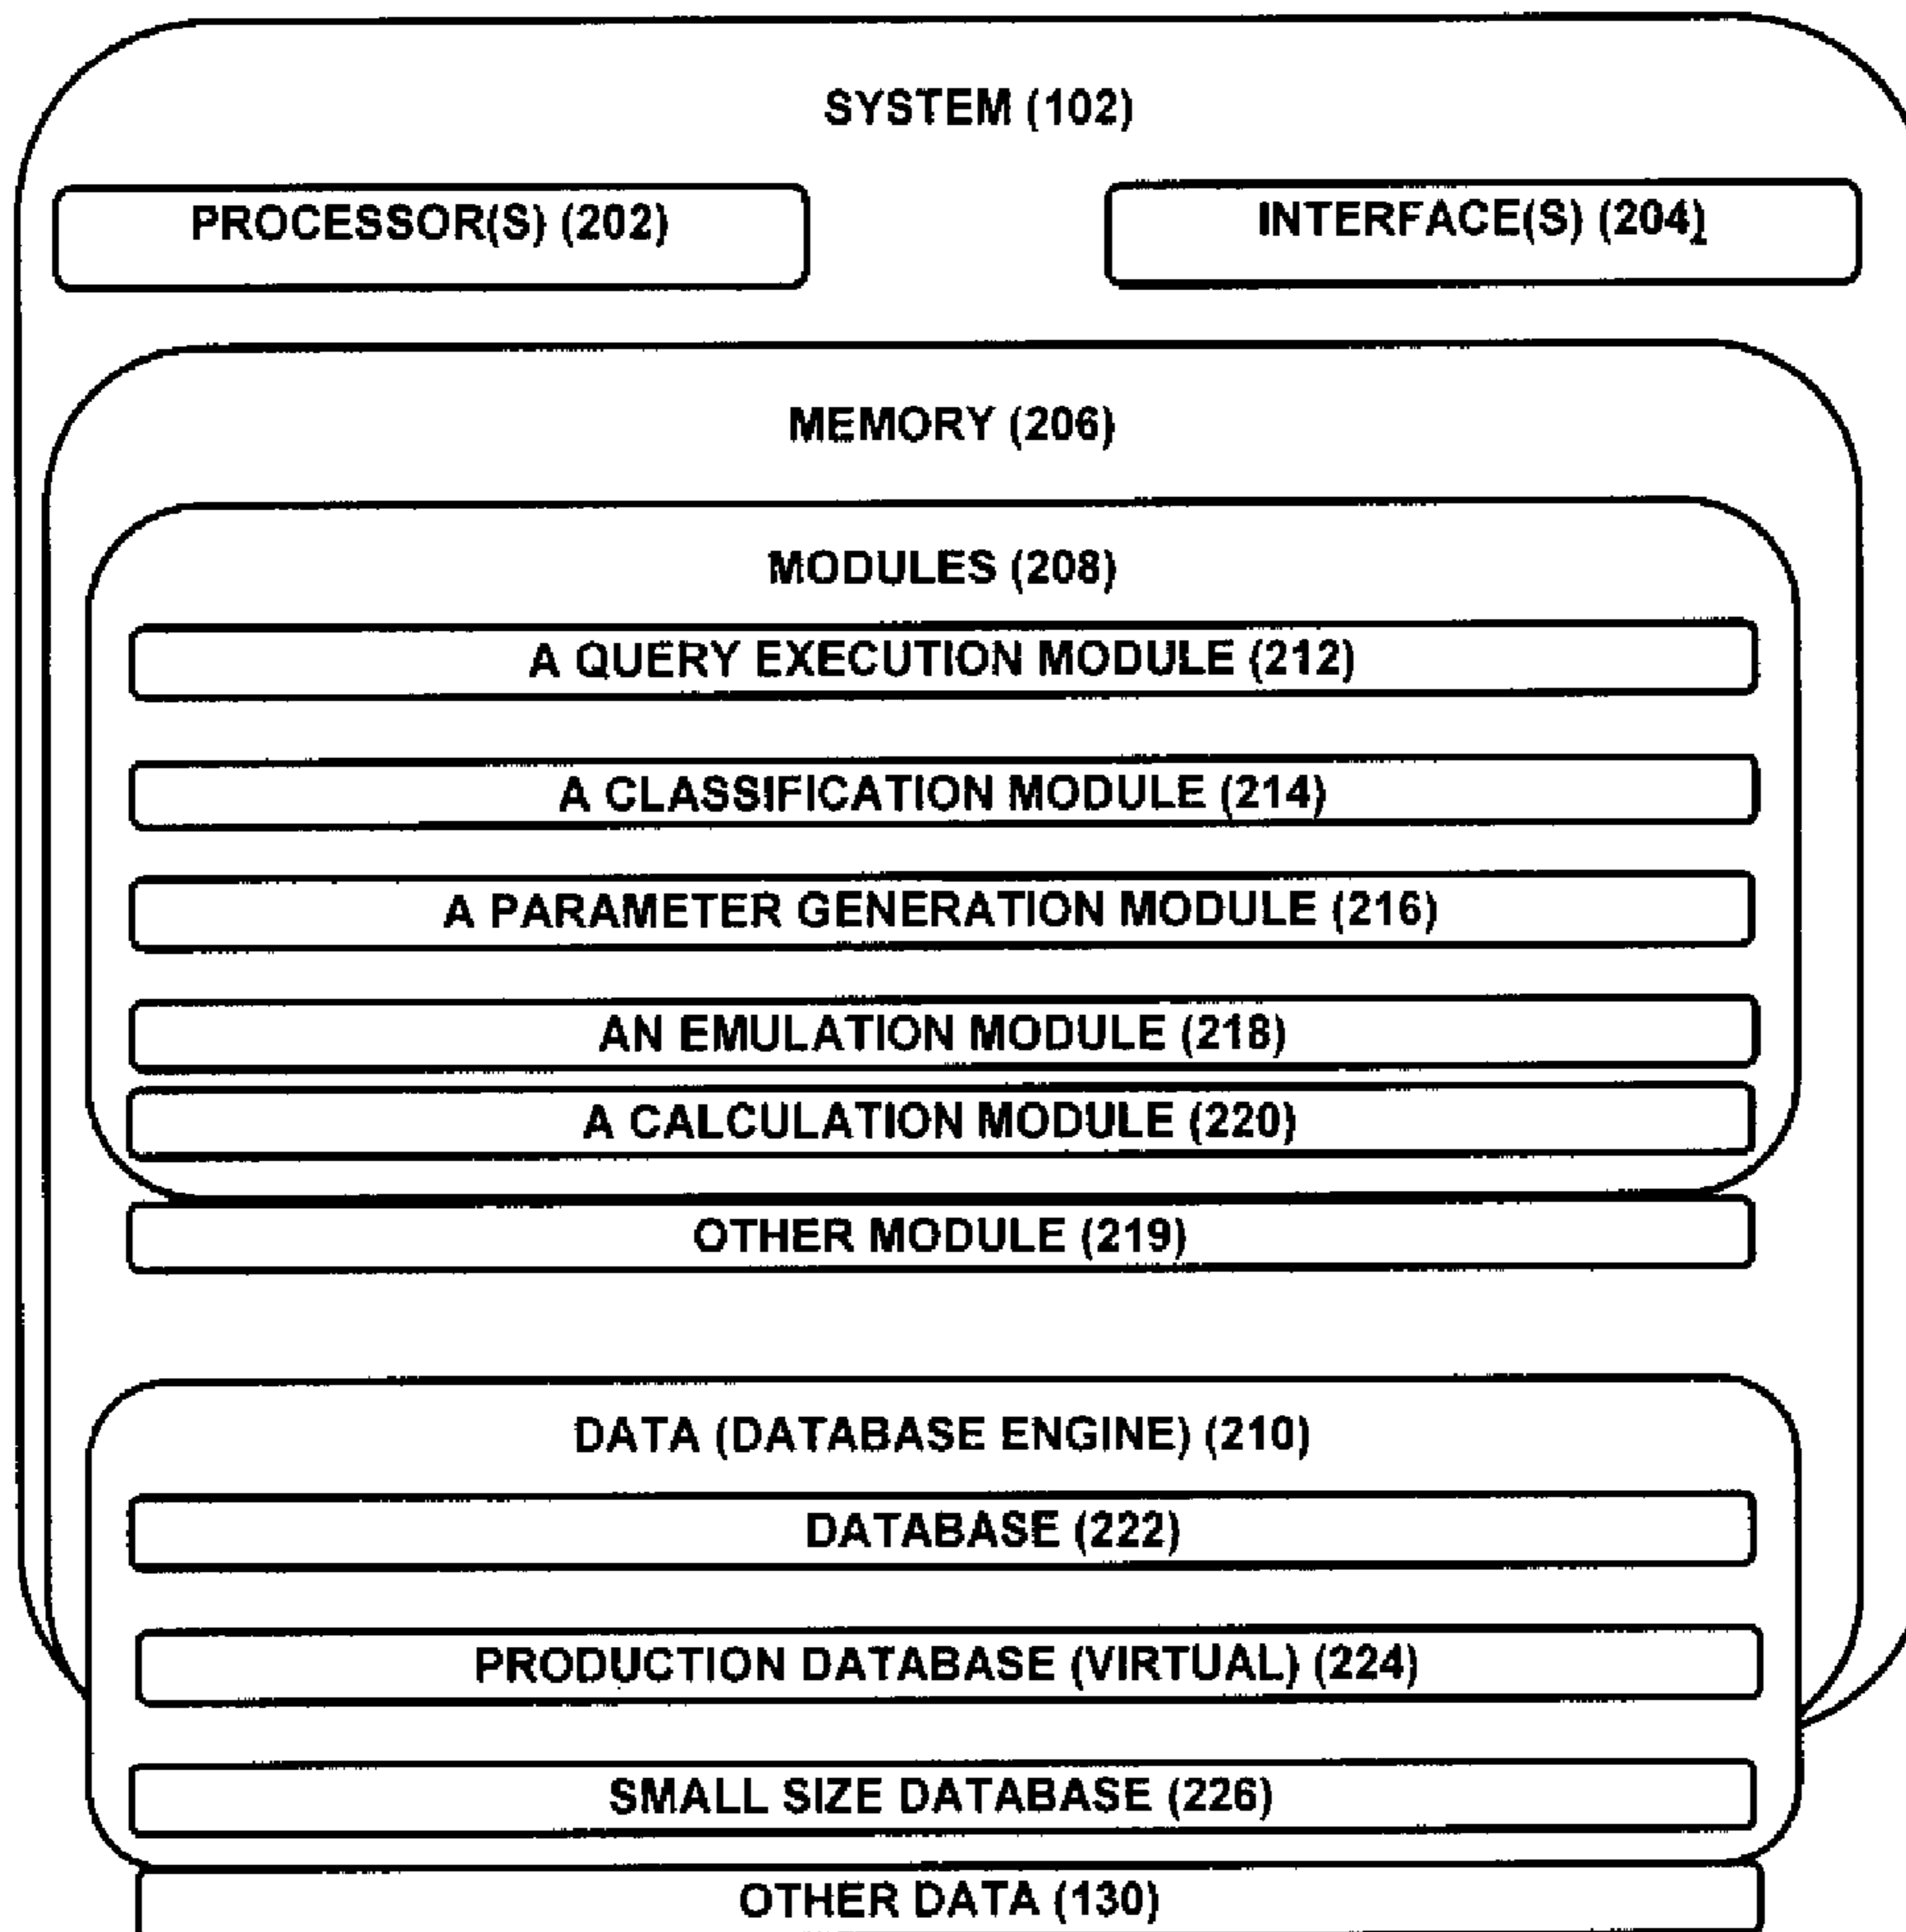 SYSTEM (102)
PROCESSOR(S) (202)
INTERFACE(S) (204)
MEMORY (206)
MODULES (208)
A QUERY EXECUTION MODULE (212)
A CLASSIFICATION MODULE (214)
A PARAMETER GENERATION MODULE (216)
AN EMULATION MODULE (218)
A CALCULATION MODULE (220)
OTHER MODULE (219)
DATA (DATABASE ENGINE) (210)
DATABASE (222)
PRODUCTION DATABASE (VIRTUAL) (224)
SMALL SIZE DATABASE (226)
OTHER DATA (130)